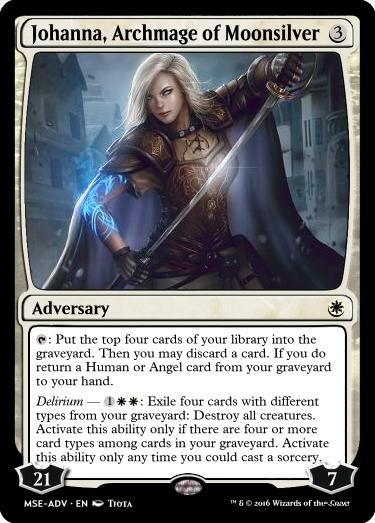 Johanna, Archmage of Moonsilver 3
Adversary
: Put the top four cards of your library into the
graveyard. Then you may discard a card. If you do
return a Human or Angel card from your graveyard
to your hand.
Delirium — 1 : Exile four cards with different
types from your graveyard: Destroy all creatures.
Activate this ability only if there are four or more
card types among cards in your graveyard. Activate
this ability only any time you could cast a sorcery.
21
7
MSE-ADV · EN Tiota
™ & © 2016 Wizards of the Coast